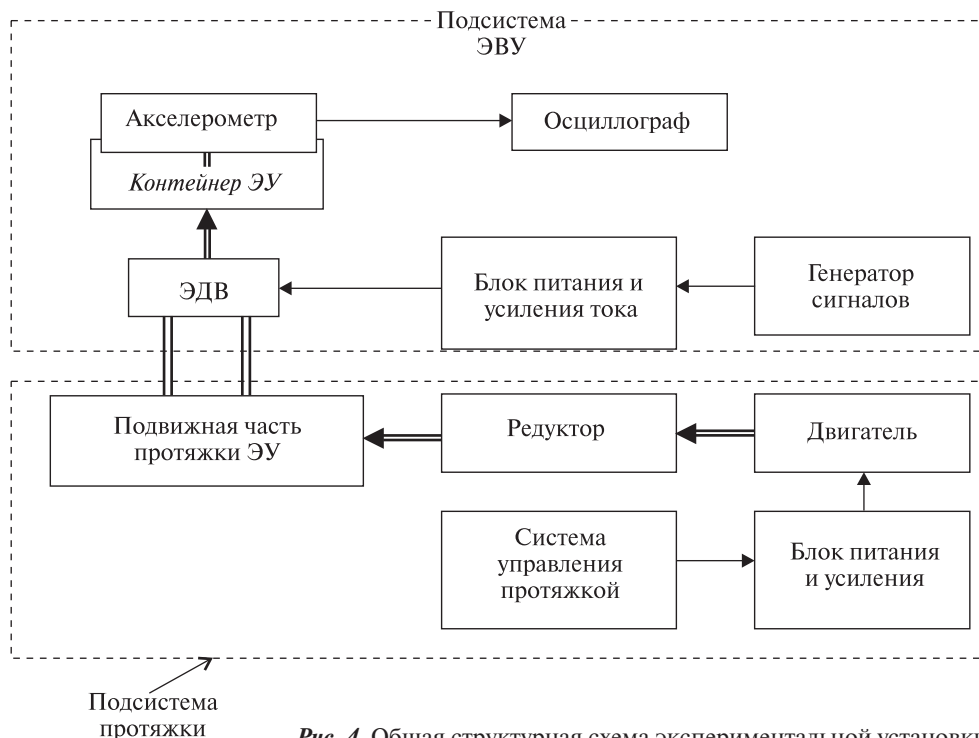 Подсистема
ЭВУ
Акселерометр
Осциллограф
Контейнер ЭУ
ЭДВ
Блок питания и
усиления тока
Генератор
сигналов
Подвижная часть
протяжки ЭУ
Редуктор
Двигатель
Система
управления
протяжкой
Блок питания
и усиления
Подсистема
протяжки
Рис. 4. Общая структурная схема экспериментальной установки